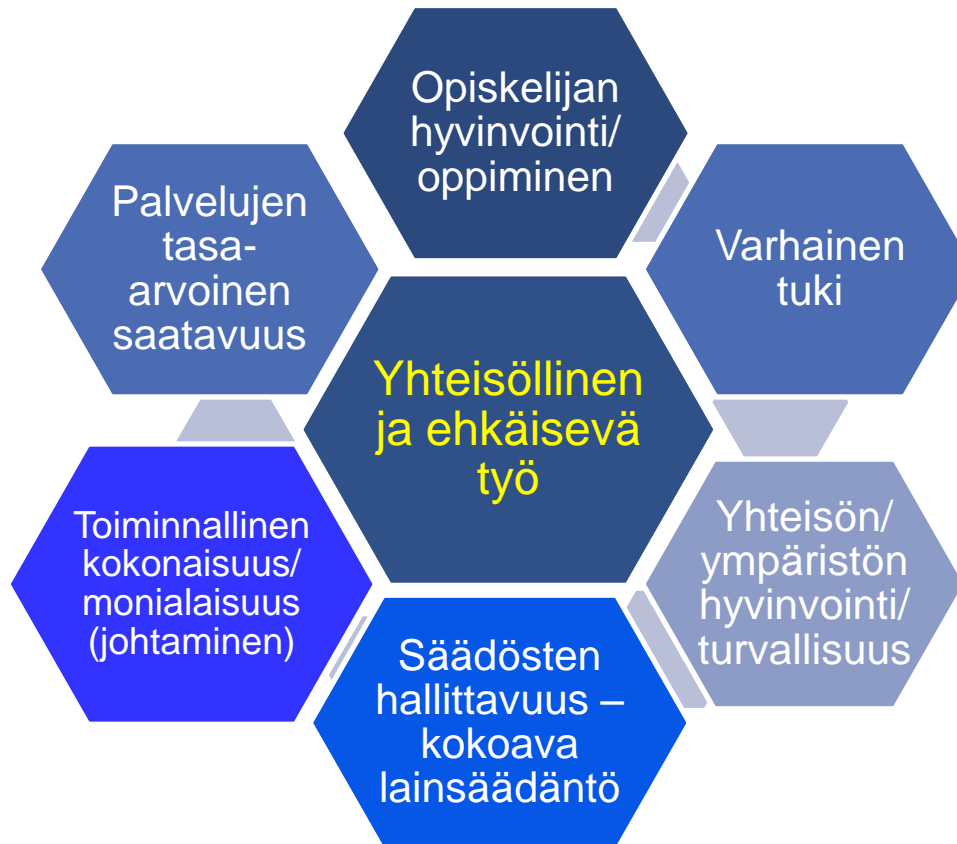 Opiskelijan
hyvinvointi/
oppiminen
Varhainen
tuki
Yhteisön/
ympäristön
hyvinvointi/
turvallisuus
Säädösten
hallittavuus –
kokoava
lainsäädäntö
Toiminnallinen
kokonaisuus/
monialaisuus
(johtaminen)
Palvelujen
tasa-
arvoinen
saatavuus
Yhteisöllinen
ja ehkäisevä
työ